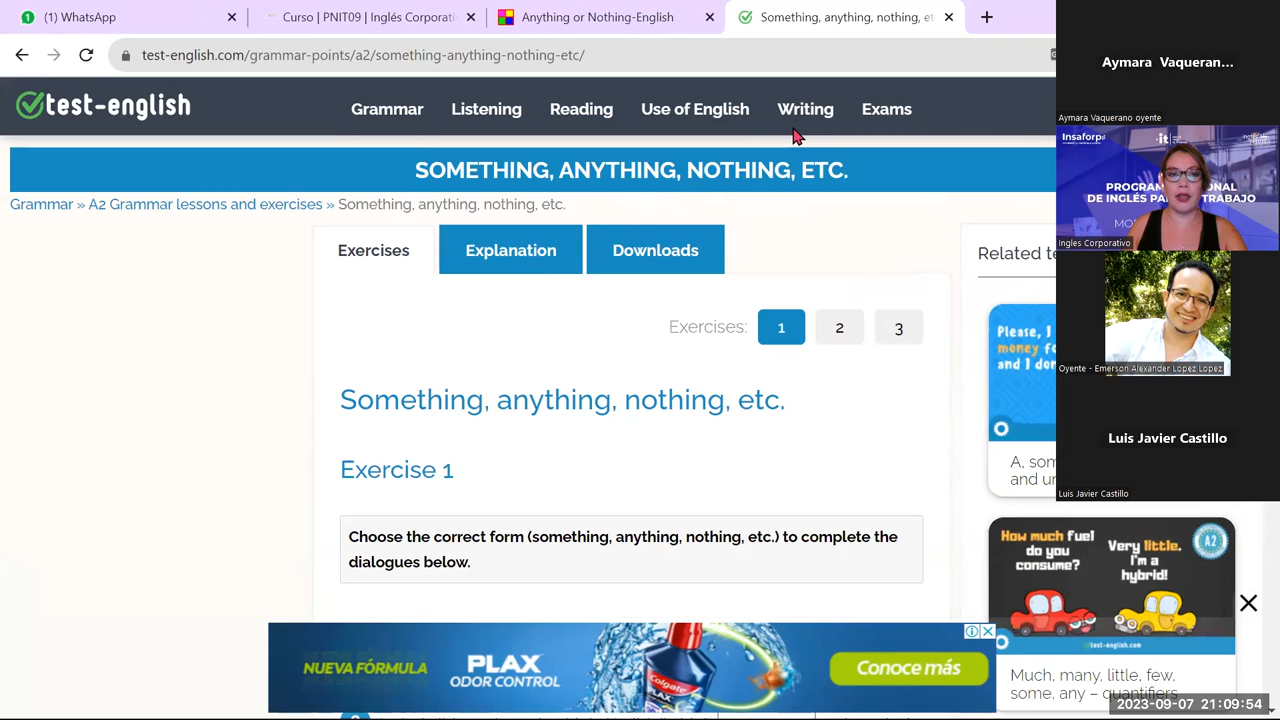 (1) WhatsApp
Curso | PNIT09 | Inglés Corporati
Anything or Nothing-English
Something, anything, nothing, et
test-english.com/grammar-points/a2/something-anything-nothing-etc/
test-english
Grammar
Listening
Reading
Use of English
Writing
Exams
SOMETHING, ANYTHING, NOTHING, ETC.
Grammar » A2 Grammar lessons and exercises » Something, anything, nothing, etc.
Exercises
Explanation
Downloads
Related te
Exercises:
1
2
3
Something, anything, nothing, etc.
Exercise 1
Choose the correct form (something, anything, nothing, etc.) to complete the
dialogues below.
Please, I
money fo
and I don
A, som
and un
How much fuel
do you
consume?
Very little.
I'm a
hybrid!
A2
test-english.com
Much, many, little, few,
some, any – quantifiers
NUEVA FÓRMULA
PLAX
ODOR CONTROL
Colgate
Conoce más
Aymara Vaqueran...
Aymara Vaquerano oyente
Insaforp
it
PROGRAM
NAL
DE INGLÉS PA
TRABAJO
Ingles Corporativo
Oyente - Emerson Alexander Lopez Lopez
Luis Javier Castillo
Luis Javier Castillo
2023-09-07 21:09:54